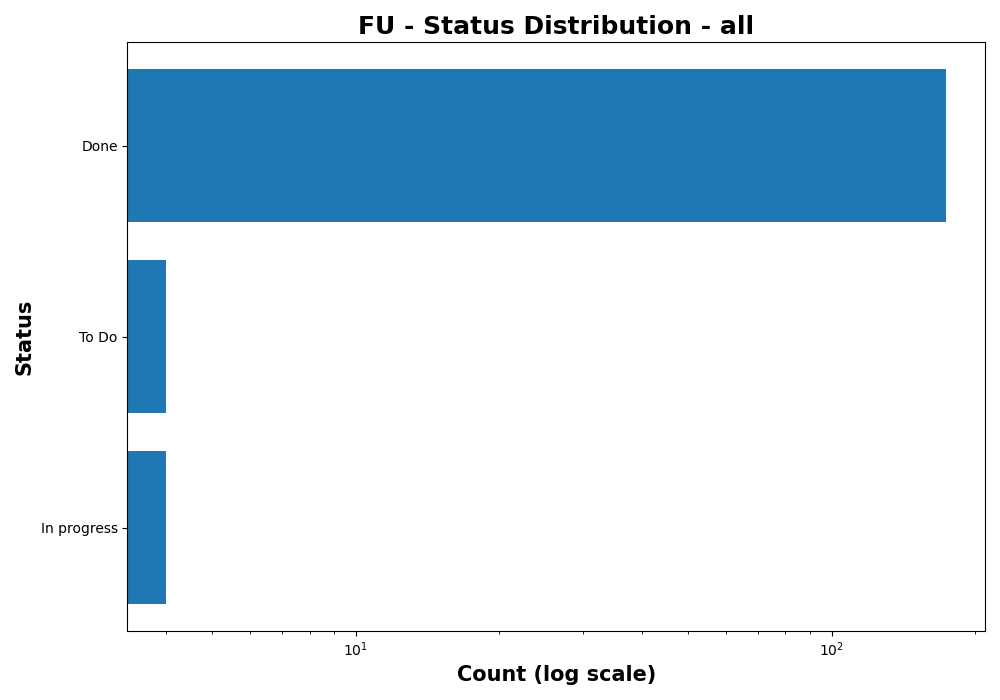 FU - Status Distribution - all
Status
Done
To Do
In progress
10¹
10²
Count (log scale)